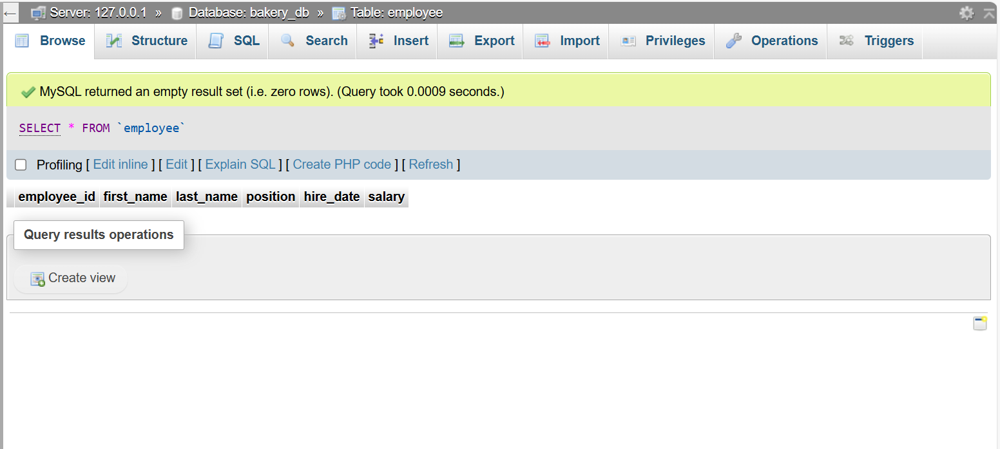 ← Server: 127.0.0.1 » Database: bakery_db » Table: employee
Browse Structure SQL Search Insert Export Import Privileges Operations Triggers
MySQL returned an empty result set (i.e. zero rows). (Query took 0.0009 seconds.)
SELECT * FROM `employee`
Profiling [ Edit inline ] [ Edit ] [ Explain SQL ] [ Create PHP code ] [ Refresh ]
employee_id first_name last_name position hire_date salary
Query results operations
Create view